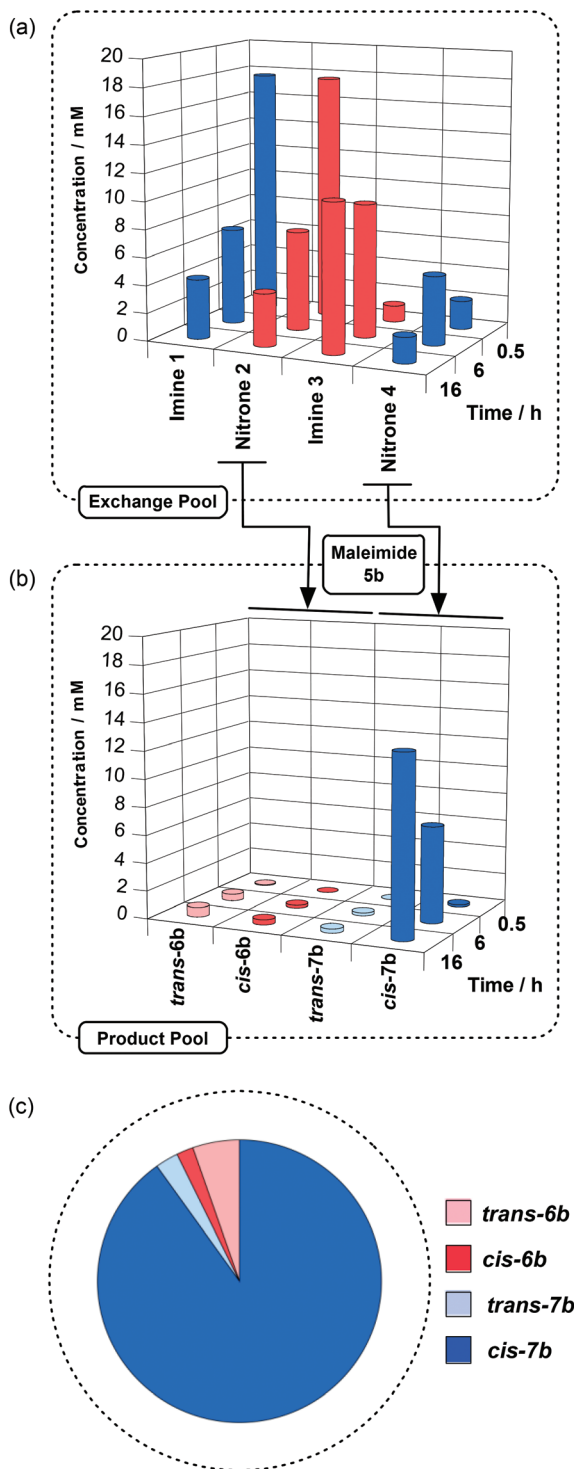 (a)
Concentration / mM
20
18
16
14
12
10
8
6
4
2
0
Imine 1
Nitrone 2
Imine 3
Nitrone 4
16
6
0.5
Time / h
Exchange Pool
Maleimide
5b
(b)
Concentration / mM
20
18
16
14
12
10
8
6
4
2
0
trans-6b
cis-6b
trans-7b
cis-7b
16
6
0.5
Time / h
Product Pool
(c)
trans-6b
cis-6b
trans-7b
cis-7b